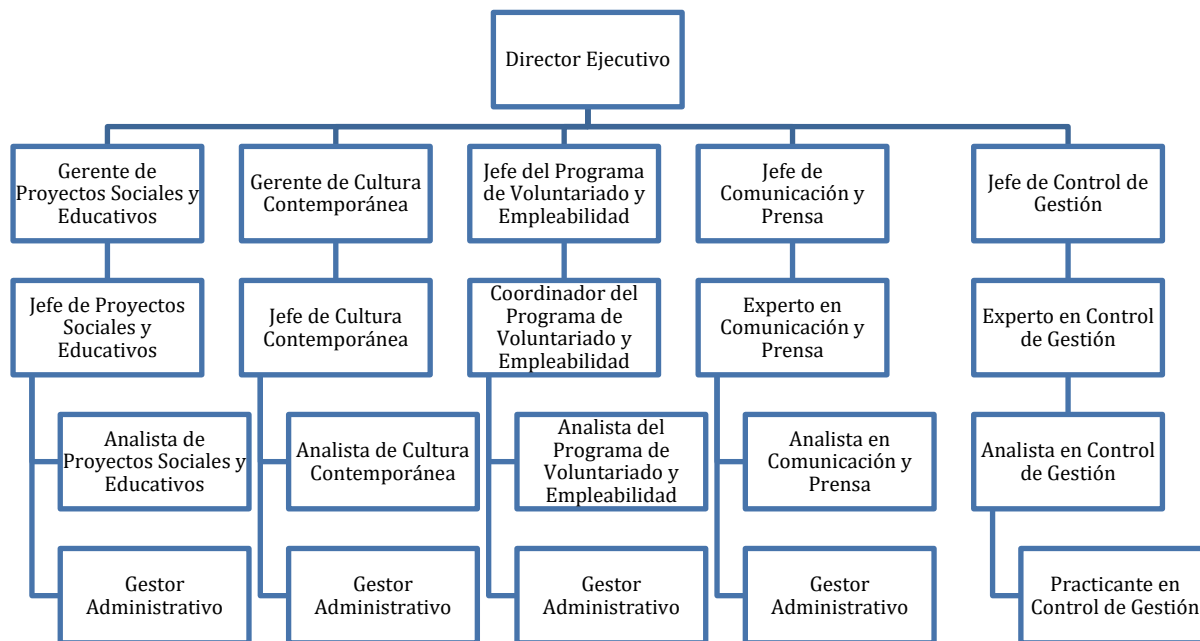 Director Ejecutivo
Gerente de
Proyectos Sociales y
Educativos
Gerente de Cultura
Contemporánea
Jefe del Programa
de Voluntariado y
Empleabilidad
Jefe de
Comunicación y
Prensa
Jefe de Control de
Gestión
Jefe de Proyectos
Sociales y
Educativos
Jefe de Cultura
Contemporánea
Coordinador del
Programa de
Voluntariado y
Empleabilidad
Experto en
Comunicación y
Prensa
Experto en Control
de Gestión
Analista de
Proyectos Sociales y
Educativos
Analista de Cultura
Contemporánea
Analista del
Programa de
Voluntariado y
Empleabilidad
Analista en
Comunicación y
Prensa
Analista en Control
de Gestión
Gestor
Administrativo
Gestor
Administrativo
Gestor
Administrativo
Gestor
Administrativo
Practicante en
Control de Gestión